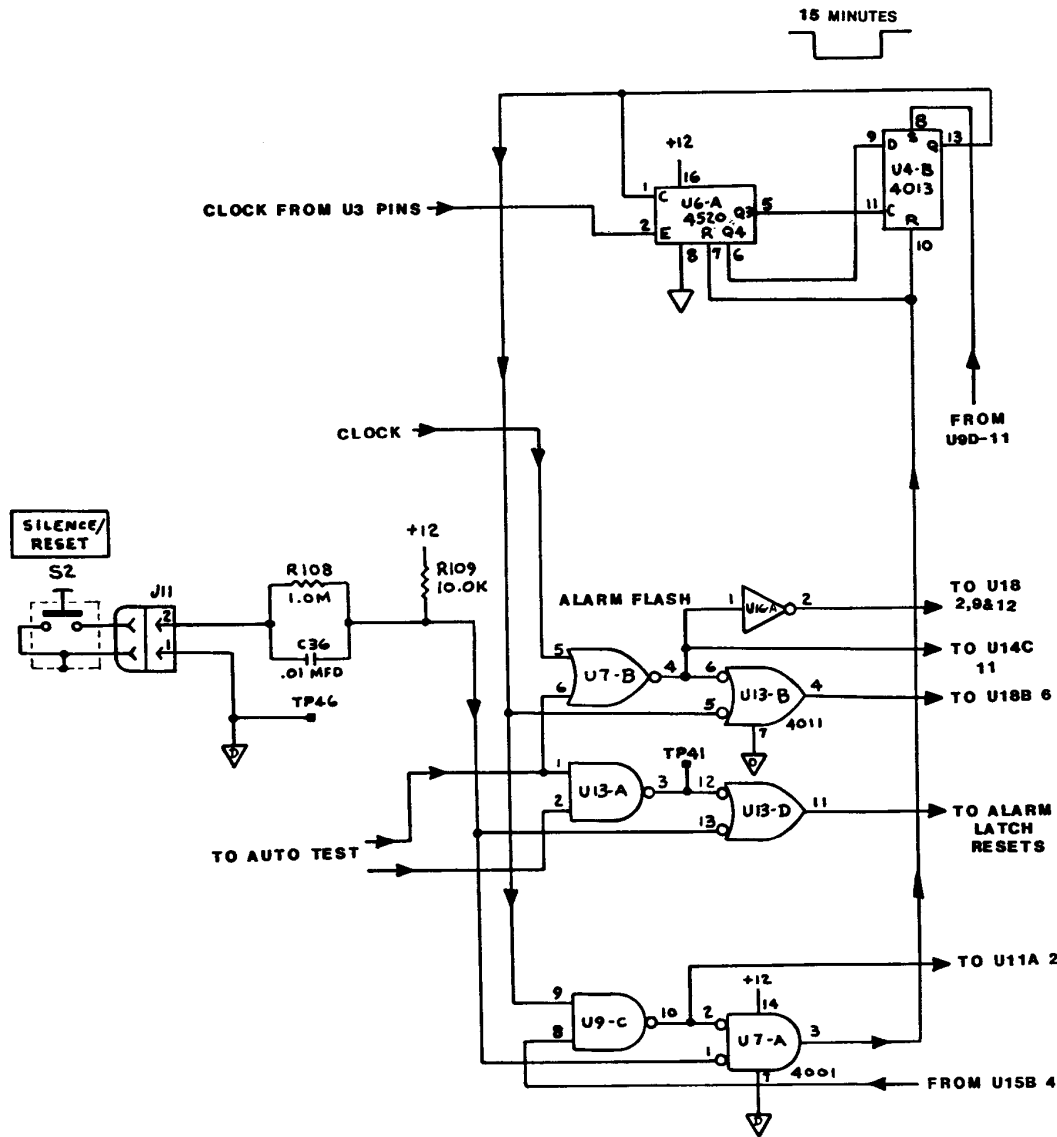 15 MINUTES
+12
16
1 C U6-A Q3 5
4520
2 E R Q4
8 7 6
8
9 D S Q 13
U4-B
4013
11 C R
10
CLOCK FROM U3 PINS
FROM
U9D-11
CLOCK
SILENCE/
RESET
S2
J11
2
1
R108
1.0M
C36
.01 MFD
TP46
D
+12
R109
10.0K
ALARM FLASH
1 U16A 2
TO U18
2,9&12
TO U14C
11
5
6
U7-B 4
6
5
U13-B 4
4011
7
D
TO U18B 6
1
2
U13-A 3
TP41
12
13
U13-D 11
TO ALARM
LATCH
RESETS
TO AUTO TEST
TO U11A 2
9
8
U9-C 10
+12
14
2
1
U7-A 3
7 4001
D
FROM U15B 4